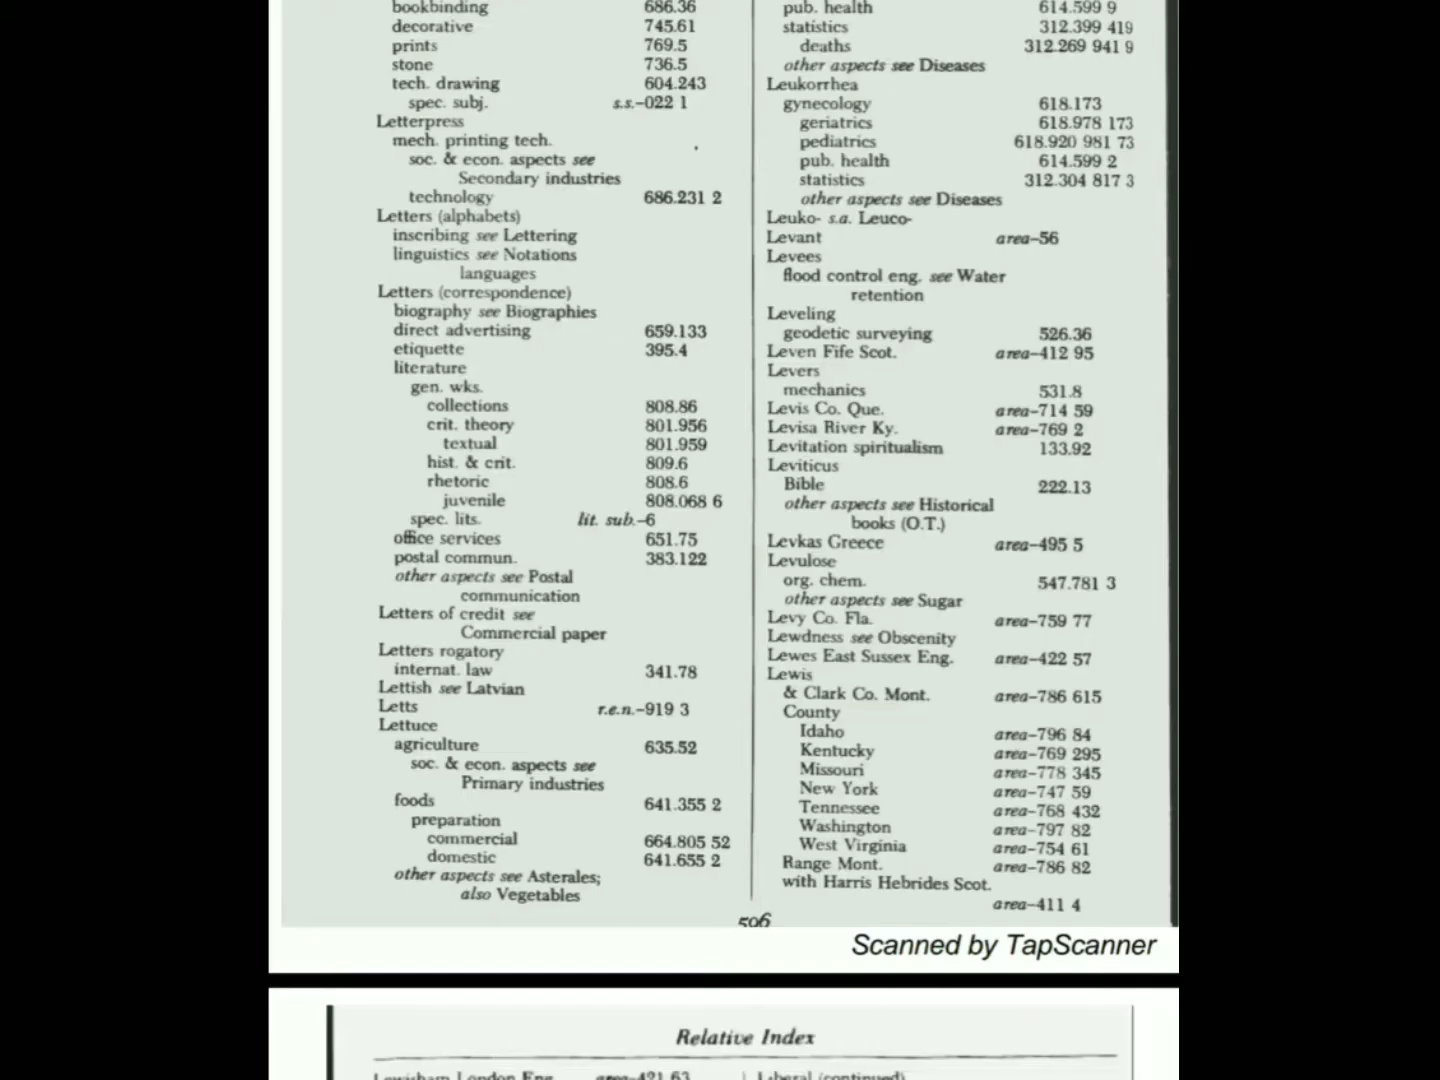 bookbinding 686.36
decorative 745.61
prints 769.5
stone 736.5
tech. drawing 604.243
spec. subj. s.s.–022 1
Letterpress
mech. printing tech.
soc. & econ. aspects see
Secondary industries
technology 686.231 2
Letters (alphabets)
inscribing see Lettering
linguistics see Notations
languages
Letters (correspondence)
biography see Biographies
direct advertising 659.133
etiquette 395.4
literature
gen. wks.
collections 808.86
crit. theory 801.956
textual 801.959
hist. & crit. 809.6
rhetoric 808.6
juvenile 808.068 6
spec. lits. lit. sub.–6
office services 651.75
postal commun. 383.122
other aspects see Postal
communication
Letters of credit see
Commercial paper
Letters rogatory
internat. law 341.78
Lettish see Latvian
Letts r.e.n.–919 3
Lettuce
agriculture 635.52
soc. & econ. aspects see
Primary industries
foods 641.355 2
preparation
commercial 664.805 52
domestic 641.655 2
other aspects see Asterales;
also Vegetables
pub. health 614.599 9
statistics 312.399 419
deaths 312.269 941 9
other aspects see Diseases
Leukorrhea
gynecology 618.173
geriatrics 618.978 173
pediatrics 618.920 981 73
pub. health 614.599 2
statistics 312.304 817 3
other aspects see Diseases
Leuko- s.a. Leuco-
Levant area–56
Levees
flood control eng. see Water
retention
Leveling
geodetic surveying 526.36
Leven Fife Scot. area–412 95
Levers
mechanics 531.8
Levis Co. Que. area–714 59
Levisa River Ky. area–769 2
Levitation spiritualism 133.92
Leviticus
Bible 222.13
other aspects see Historical
books (O.T.)
Levkas Greece area–495 5
Levulose
org. chem. 547.781 3
other aspects see Sugar
Levy Co. Fla. area–759 77
Lewdness see Obscenity
Lewes East Sussex Eng. area–422 57
Lewis
& Clark Co. Mont. area–786 615
County
Idaho area–796 84
Kentucky area–769 295
Missouri area–778 345
New York area–747 59
Tennessee area–768 432
Washington area–797 82
West Virginia area–754 61
Range Mont. area–786 82
with Harris Hebrides Scot.
area–411 4
596
Scanned by TapScanner
Relative Index
Lewisham London Eng. area–421 63
Liberal (continued)